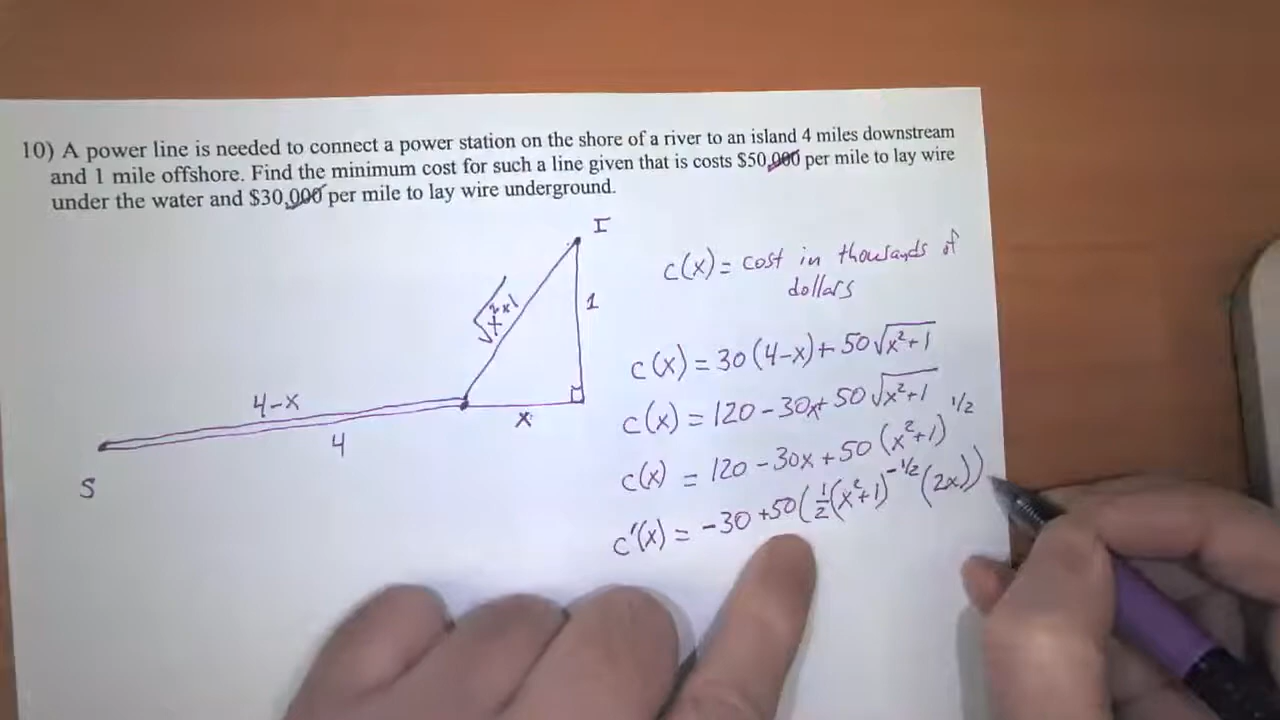 10) A power line is needed to connect a power station on the shore of a river to an island 4 miles downstream
and 1 mile offshore. Find the minimum cost for such a line given that is costs $50,000 per mile to lay wire
under the water and $30,000 per mile to lay wire underground.
I
c(x) = cost in thousands of
dollars
√x²+1
1
c(x) = 30(4-x)+50√x²+1
4-x
x
c(x) = 120-30x+50√x²+1
4
c(x) = 120-30x+50(x²+1)^1/2
S
c'(x) = -30+50(1/2(x²+1)^-1/2(2x))